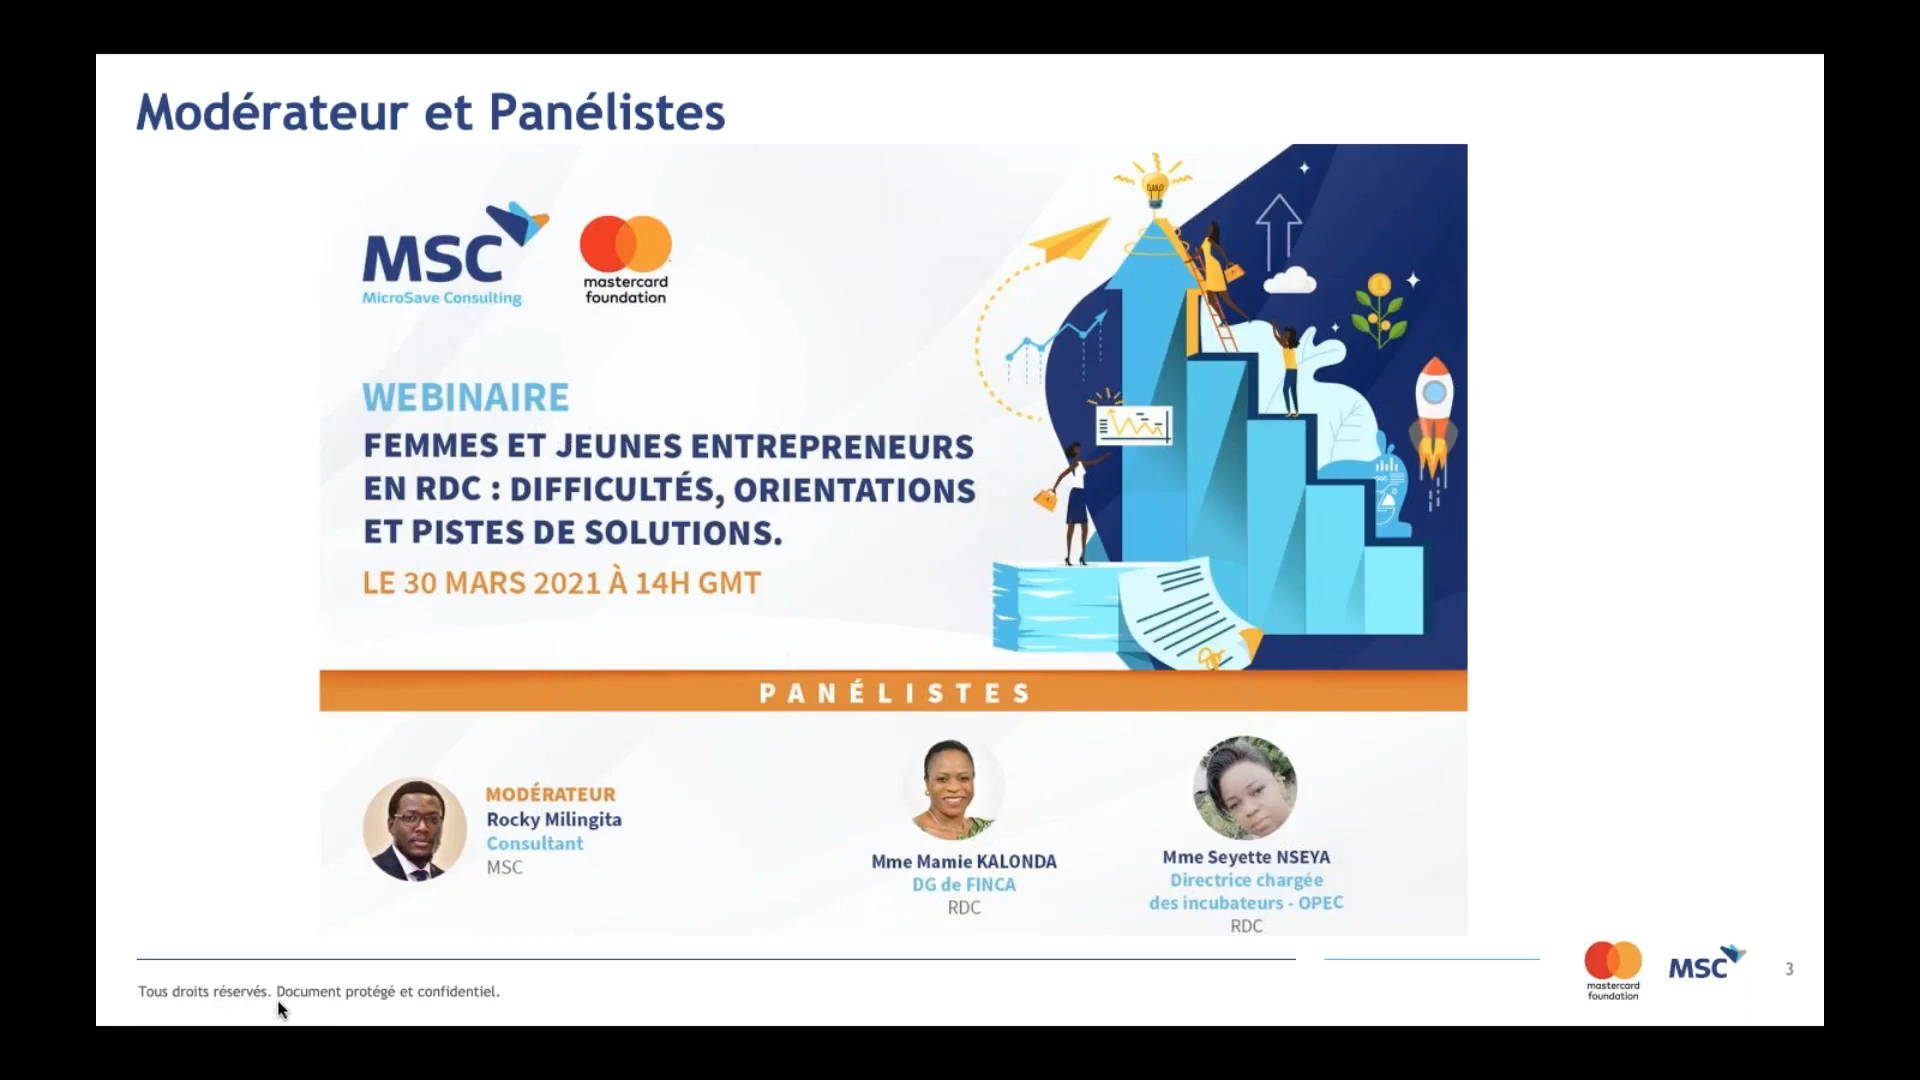 Modérateur et Panélistes
MSC
MicroSave Consulting
mastercard
foundation
WEBINAIRE
FEMMES ET JEUNES ENTREPRENEURS
EN RDC : DIFFICULTÉS, ORIENTATIONS
ET PISTES DE SOLUTIONS.
LE 30 MARS 2021 À 14H GMT
PANÉLISTES
MODÉRATEUR
Rocky Milingita
Consultant
MSC
Mme Mamie KALONDA
DG de FINCA
RDC
Mme Seyette NSEYA
Directrice chargée
des incubateurs - OPEC
RDC
Tous droits réservés. Document protégé et confidentiel.
mastercard
foundation
MSC
3